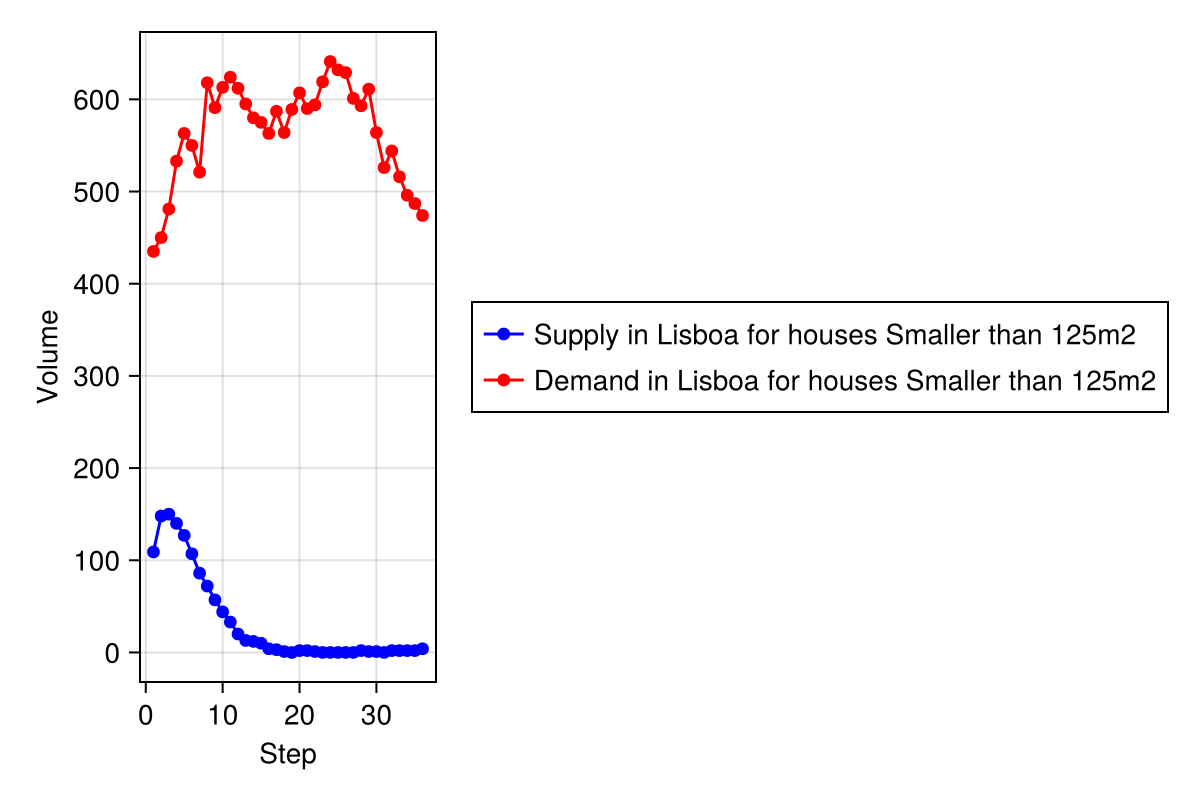 600
500
400
300
200
100
0
Volume
0 10 20 30
Step
Supply in Lisboa for houses Smaller than 125m2
Demand in Lisboa for houses Smaller than 125m2